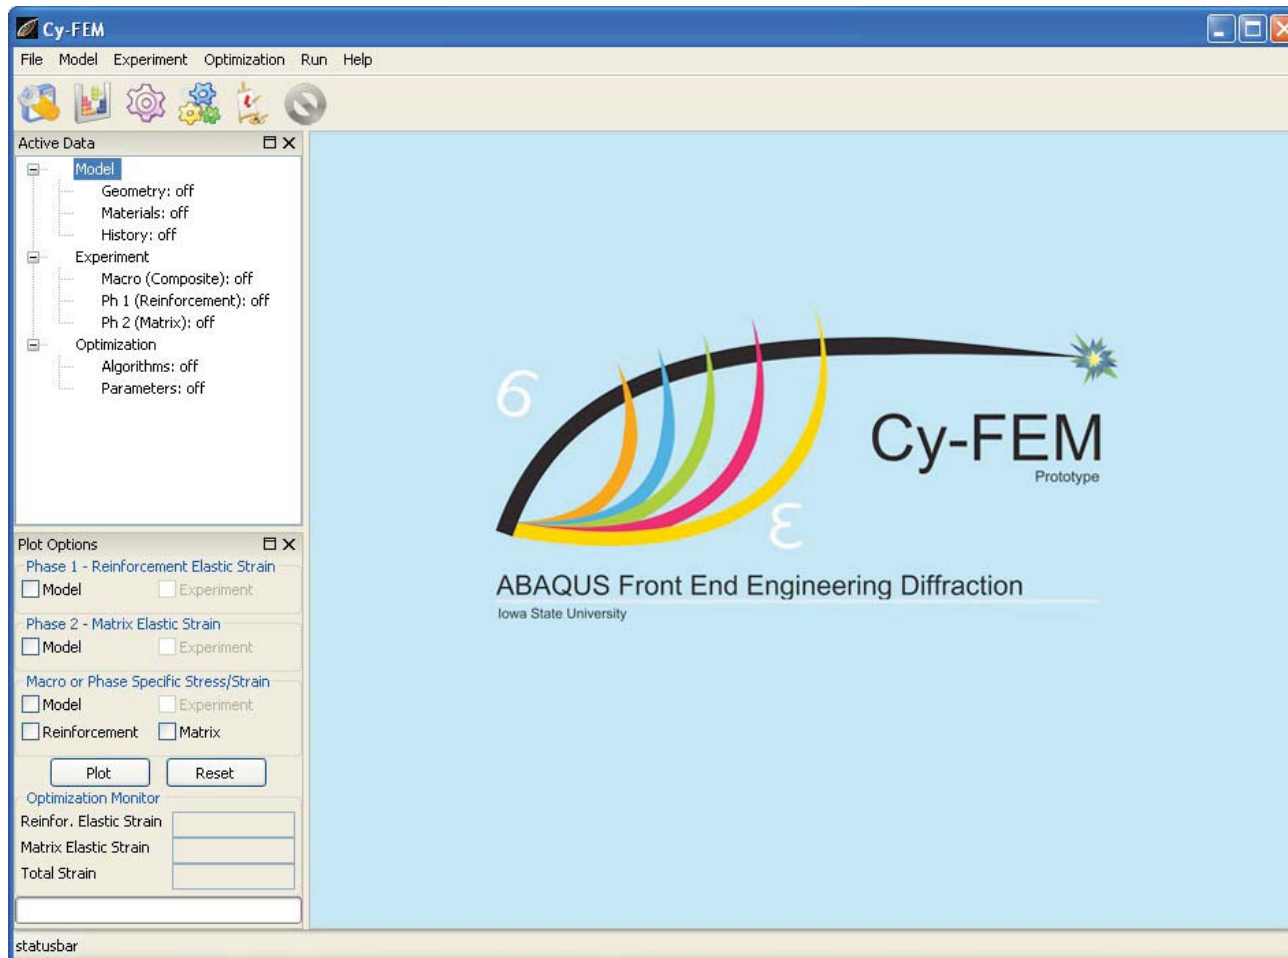 Cy-FEM
File Model Experiment Optimization Run Help
Active Data
Model
Geometry: off
Materials: off
History: off
Experiment
Macro (Composite): off
Ph 1 (Reinforcement): off
Ph 2 (Matrix): off
Optimization
Algorithms: off
Parameters: off
Plot Options
Phase 1 - Reinforcement Elastic Strain
Model Experiment
Phase 2 - Matrix Elastic Strain
Model Experiment
Macro or Phase Specific Stress/Strain
Model Experiment
Reinforcement Matrix
Plot Reset
Optimization Monitor
Reinfor. Elastic Strain
Matrix Elastic Strain
Total Strain
statusbar
6
Cy-FEM
Prototype
3
ABAQUS Front End Engineering Diffraction
Iowa State University